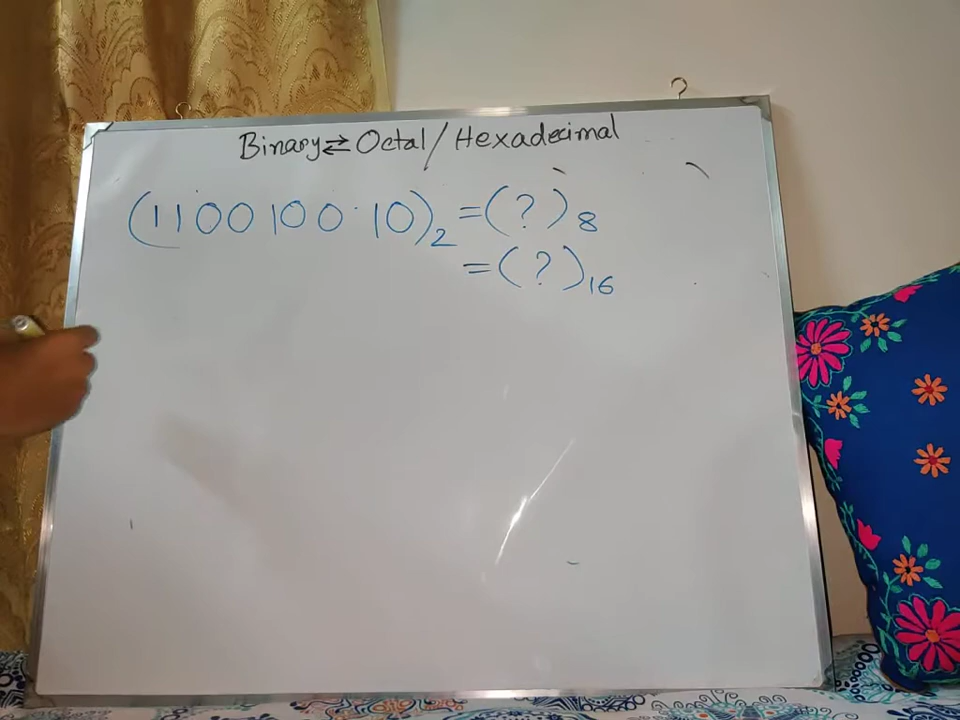 Binary ⇄ Octal / Hexadecimal
(1100100 10)₂ = (?)₈
= (?)₁₆